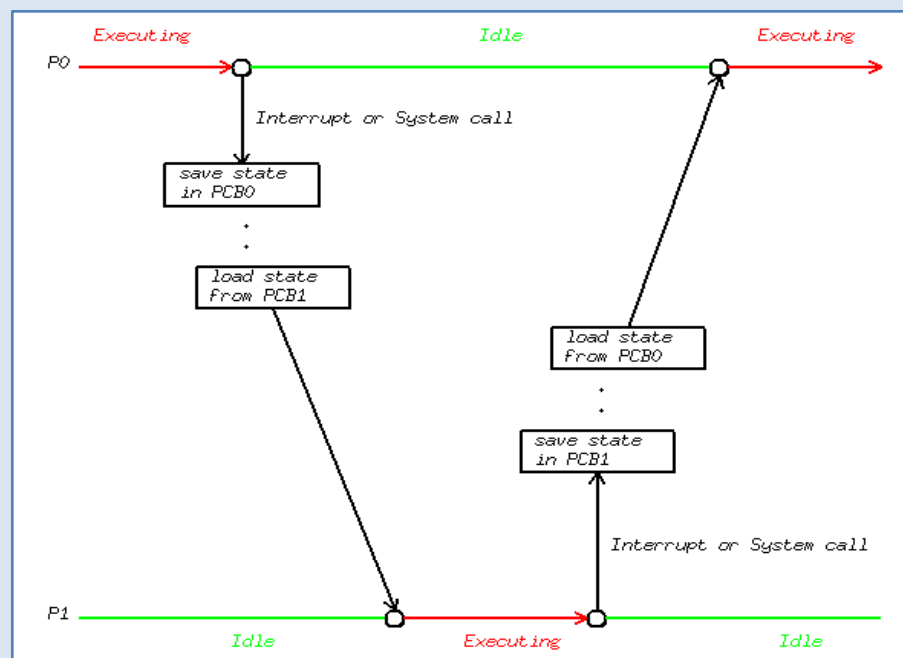 Executing Idle Executing
P0
Interrupt or System call
save state
in PCB0
load state
from PCB1
load state
from PCB0
save state
in PCB1
Interrupt or System call
P1
Idle Executing Idle